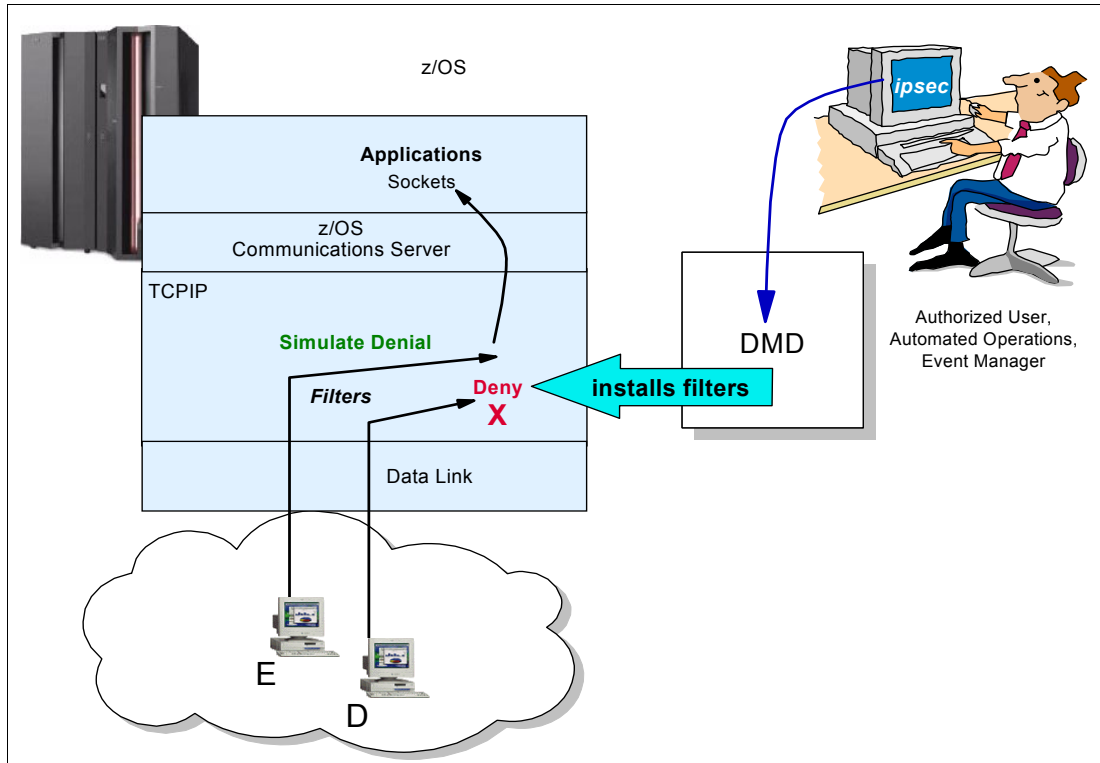 z/OS
ipsec
Applications
Sockets
z/OS
Communications Server
TCPIP
Authorized User,
Automated Operations,
Event Manager
Simulate Denial
DMD
Filters
Deny
X
installs filters
Data Link
E
D